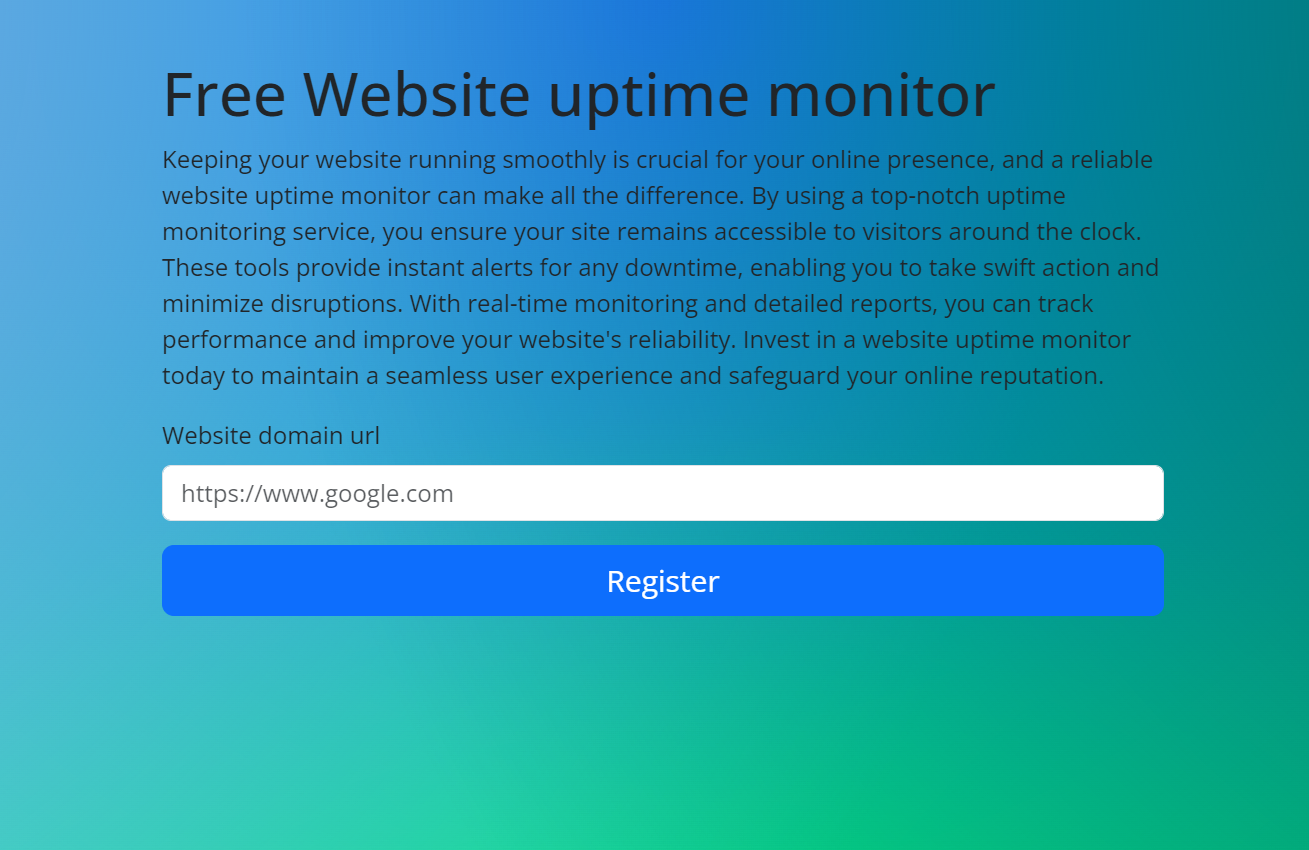 Free Website uptime monitor
Keeping your website running smoothly is crucial for your online presence, and a reliable
website uptime monitor can make all the difference. By using a top-notch uptime
monitoring service, you ensure your site remains accessible to visitors around the clock.
These tools provide instant alerts for any downtime, enabling you to take swift action and
minimize disruptions. With real-time monitoring and detailed reports, you can track
performance and improve your website's reliability. Invest in a website uptime monitor
today to maintain a seamless user experience and safeguard your online reputation.
Website domain url
https://www.google.com
Register